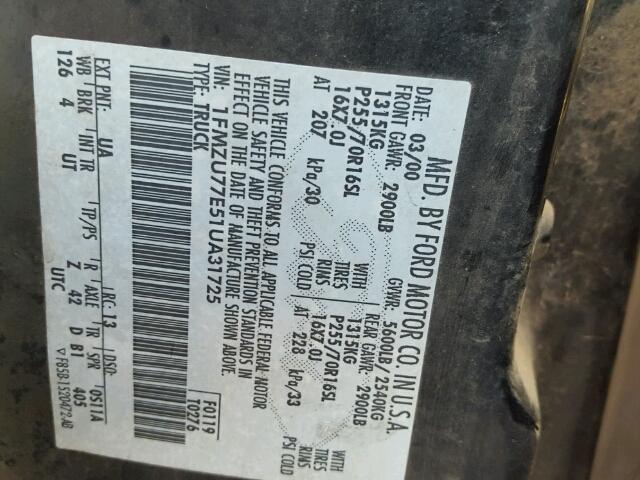 MFD. BY FORD MOTOR CO. IN U.S.A.
DATE: 03/00 GVWR: 5600LB / 2540KG
FRONT GAWR: 2900LB REAR GAWR: 2900LB
1315KG WITH 1315KG WITH
P255/70R16SL TIRES P255/70R16SL TIRES
16X7.0J RIMS 16X7.0J RIMS
AT 207 kPa/30 PSI COLD AT 228 kPa/33 PSI COLD
THIS VEHICLE CONFORMS TO ALL APPLICABLE FEDERAL MOTOR
VEHICLE SAFETY AND THEFT PREVENTION STANDARDS IN
EFFECT ON THE DATE OF MANUFACTURE SHOWN ABOVE.
VIN: 1FMZU77E51UA31725
TYPE: TRUCK
F0119
T0276
EXT PNT: UA RC: 13 DSO:
WB BRK INT TR TP/PS R AXLE TR SPR OS11A
126 4 UT Z 42 D B1 405
UTC